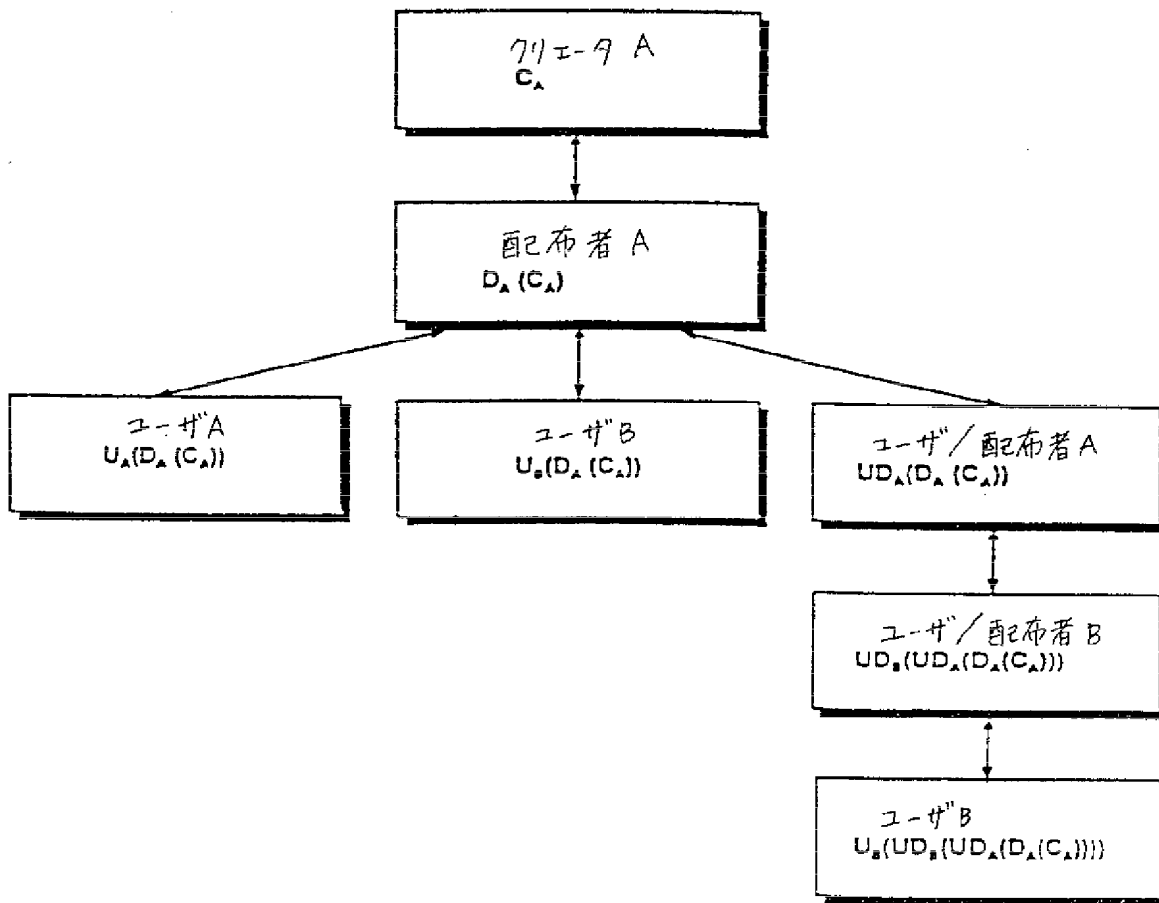 クリエータ A
C_A
配布者 A
D_A (C_A)
ユーザA
U_A(D_A (C_A))
ユーザB
U_B(D_A (C_A))
ユーザ/配布者A
UD_A(D_A (C_A))
ユーザ/配布者B
UD_B(UD_A(D_A(C_A)))
ユーザB
U_B(UD_B(UD_A(D_A(C_A))))